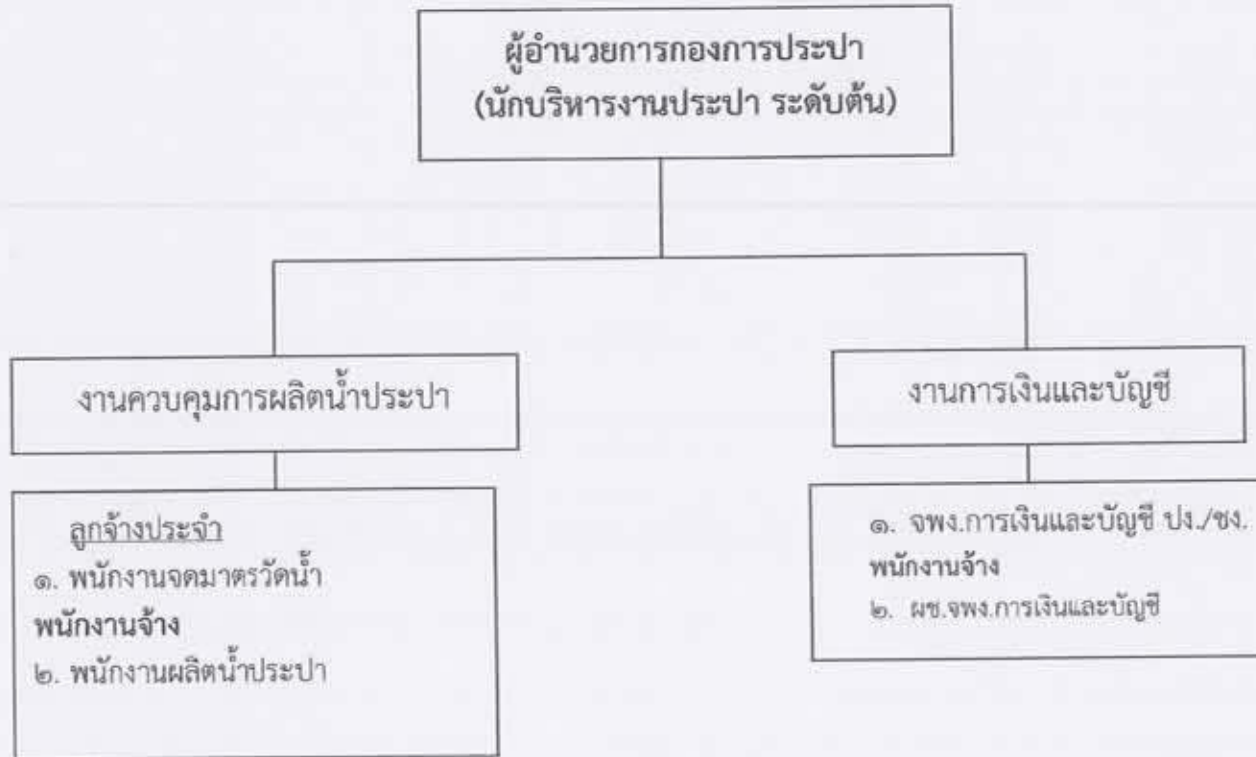 ผู้อำนวยการกองการประปา
(นักบริหารงานประปา ระดับต้น)
งานควบคุมการผลิตน้ำประปา
ลูกจ้างประจำ
๑. พนักงานจดมาตรวัดน้ำ
พนักงานจ้าง
๒. พนักงานผลิตน้ำประปา
งานการเงินและบัญชี
๑. จพง.การเงินและบัญชี ปง./ชง.
พนักงานจ้าง
๒. ผช.จพง.การเงินและบัญชี